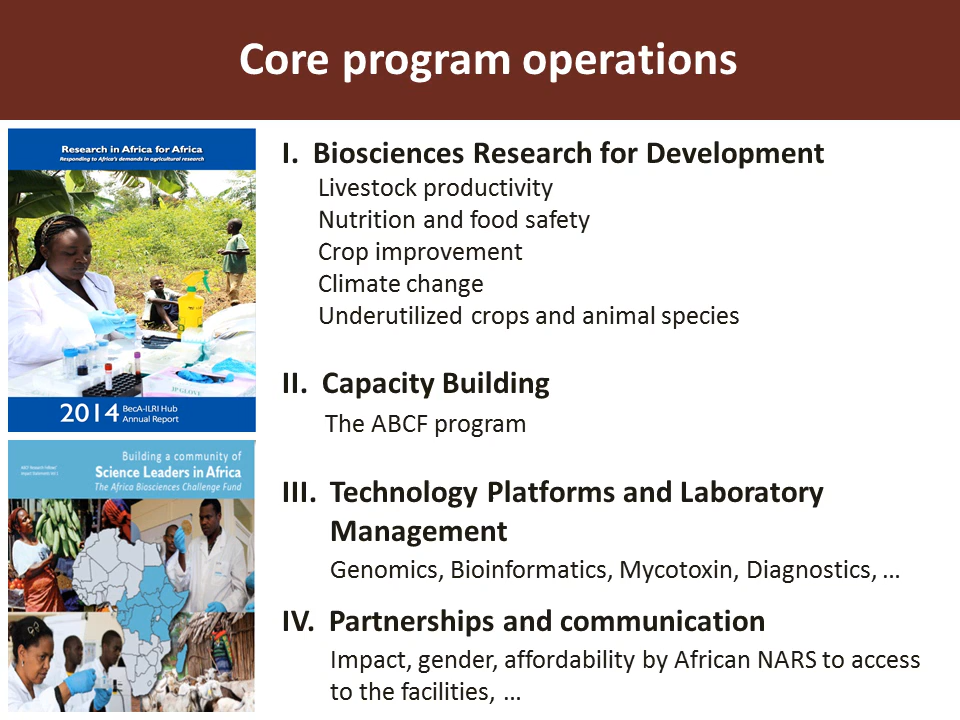 Core program operations
Research in Africa for Africa
Responding to Africa's demands in agricultural research
2014 BecA-ILRI Hub
Annual Report
Building a community of
Science Leaders in Africa
The Africa Biosciences Challenge Fund
I. Biosciences Research for Development
Livestock productivity
Nutrition and food safety
Crop improvement
Climate change
Underutilized crops and animal species
II. Capacity Building
The ABCF program
III. Technology Platforms and Laboratory
Management
Genomics, Bioinformatics, Mycotoxin, Diagnostics, …
IV. Partnerships and communication
Impact, gender, affordability by African NARS to access
to the facilities, …